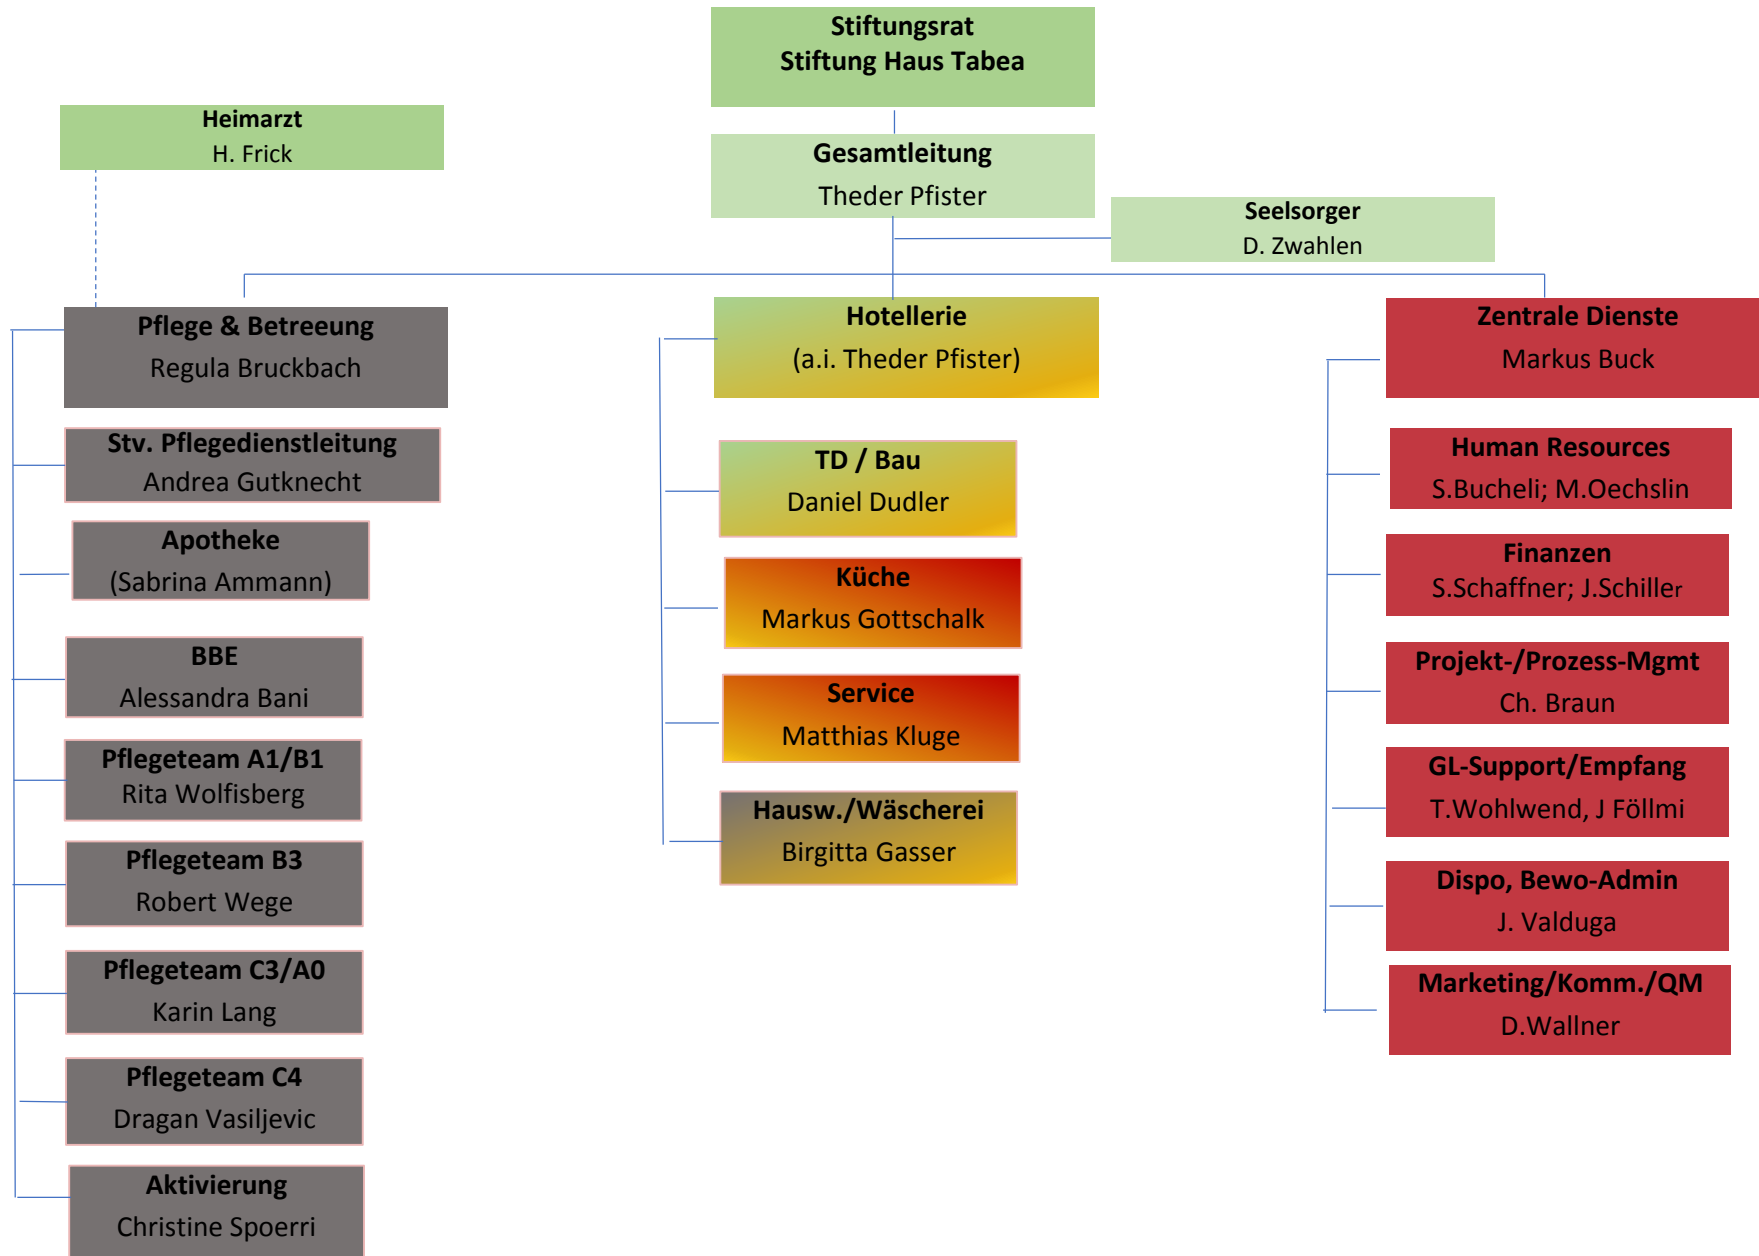 Stiftungsrat
Stiftung Haus Tabea
Heimarzt
H. Frick
Gesamtleitung
Theder Pfister
Seelsorger
D. Zwahlen
Pflege & Betreeung
Regula Bruckbach
Stv. Pflegedienstleitung
Andrea Gutknecht
Apotheke
(Sabrina Ammann)
BBE
Alessandra Bani
Pflegeteam A1/B1
Rita Wolfisberg
Pflegeteam B3
Robert Wege
Pflegeteam C3/A0
Karin Lang
Pflegeteam C4
Dragan Vasiljevic
Aktivierung
Christine Spoerri
Hotellerie
(a.i. Theder Pfister)
TD / Bau
Daniel Dudler
Küche
Markus Gottschalk
Service
Matthias Kluge
Hausw./Wäscherei
Birgitta Gasser
Zentrale Dienste
Markus Buck
Human Resources
S.Bucheli; M.Oechslin
Finanzen
S.Schaffner; J.Schiller
Projekt-/Prozess-Mgmt
Ch. Braun
GL-Support/Empfang
T.Wohlwend, J Föllmi
Dispo, Bewo-Admin
J. Valduga
Marketing/Komm./QM
D.Wallner